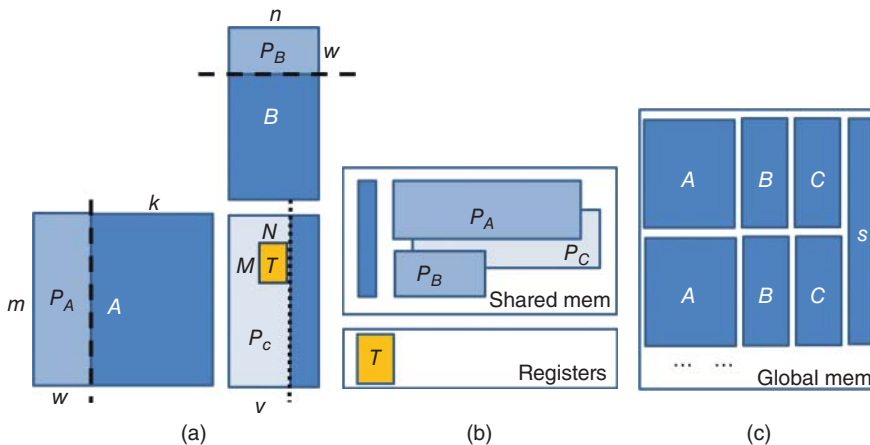 n
P_B
w
B
k
m
P_A
A
N
M
T
P_c
w
v
(a)
P_A
P_C
P_B
Shared mem
T
Registers
(b)
A
B
C
s
A
B
C
... ...
Global mem
(c)